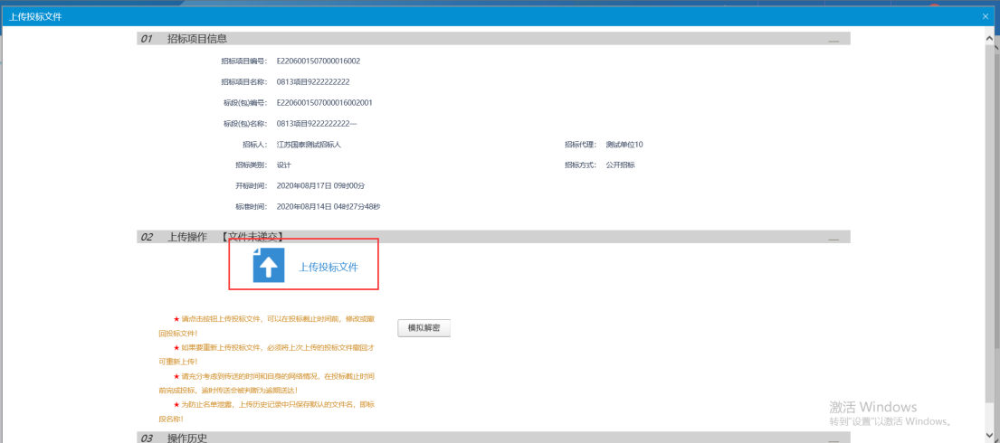 上传投标文件
01 招标项目信息
招标项目编号: E2206001507000016002
招标项目名称: 0813项目9222222222
标段(包)编号: E2206001507000016002001
标段(包)名称: 0813项目9222222222—
招标人: 江苏国泰测试招标人 招标代理: 测试单位10
招标类别: 设计 招标方式: 公开招标
开标时间: 2020年08月17日 09时00分
标准时间: 2020年08月14日 04时27分48秒
02 上传操作 【文件未递交】
上传投标文件
★ 请点击按钮上传投标文件，可以在投标截止时间前，修改或撤
回投标文件！
模拟解密
★ 如果要重新上传投标文件，必须将上次上传的投标文件撤回才
可重新上传！
★ 请充分考虑到传送的时间和自身的网络情况，在投标截止时间
前完成投标，逾时传送会被判断为逾期送达！
★ 为防止名单泄露，上传历史记录中只保存默认的文件名，即标
段名称！
激活 Windows
转到"设置"以激活 Windows。
03 操作历史